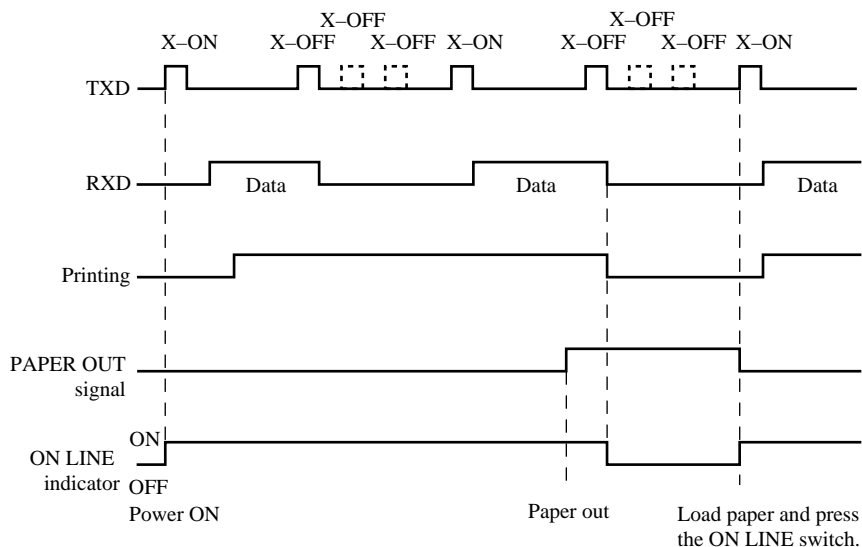 X–OFF X–OFF
X–ON X–OFF X–OFF X–ON X–OFF X–OFF X–ON
TXD
RXD Data Data Data
Printing
PAPER OUT
signal
ON
ON LINE
indicator
OFF
Power ON Paper out Load paper and press
the ON LINE switch.